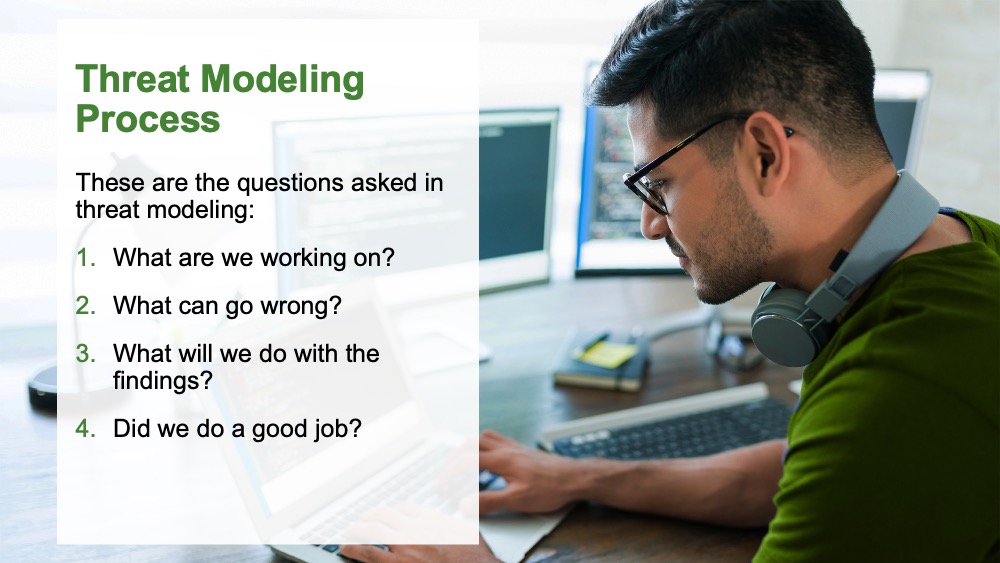 Threat Modeling
Process
These are the questions asked in
threat modeling:
1. What are we working on?
2. What can go wrong?
3. What will we do with the
findings?
4. Did we do a good job?